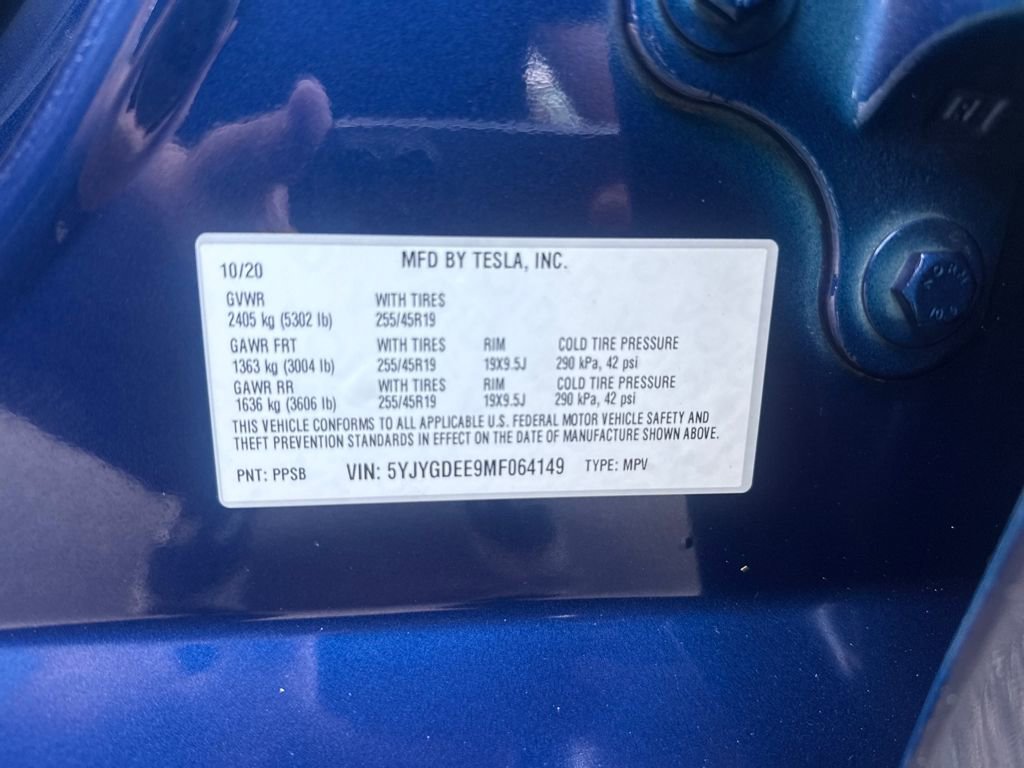 MFD BY TESLA, INC.
10/20
GVWR WITH TIRES
2405 kg (5302 lb) 255/45R19
GAWR FRT WITH TIRES RIM COLD TIRE PRESSURE
1363 kg (3004 lb) 255/45R19 19X9.5J 290 kPa, 42 psi
GAWR RR WITH TIRES RIM COLD TIRE PRESSURE
1636 kg (3606 lb) 255/45R19 19X9.5J 290 kPa, 42 psi
THIS VEHICLE CONFORMS TO ALL APPLICABLE U.S. FEDERAL MOTOR VEHICLE SAFETY AND
THEFT PREVENTION STANDARDS IN EFFECT ON THE DATE OF MANUFACTURE SHOWN ABOVE.
PNT: PPSB VIN: 5YJYGDEE9MF064149 TYPE: MPV